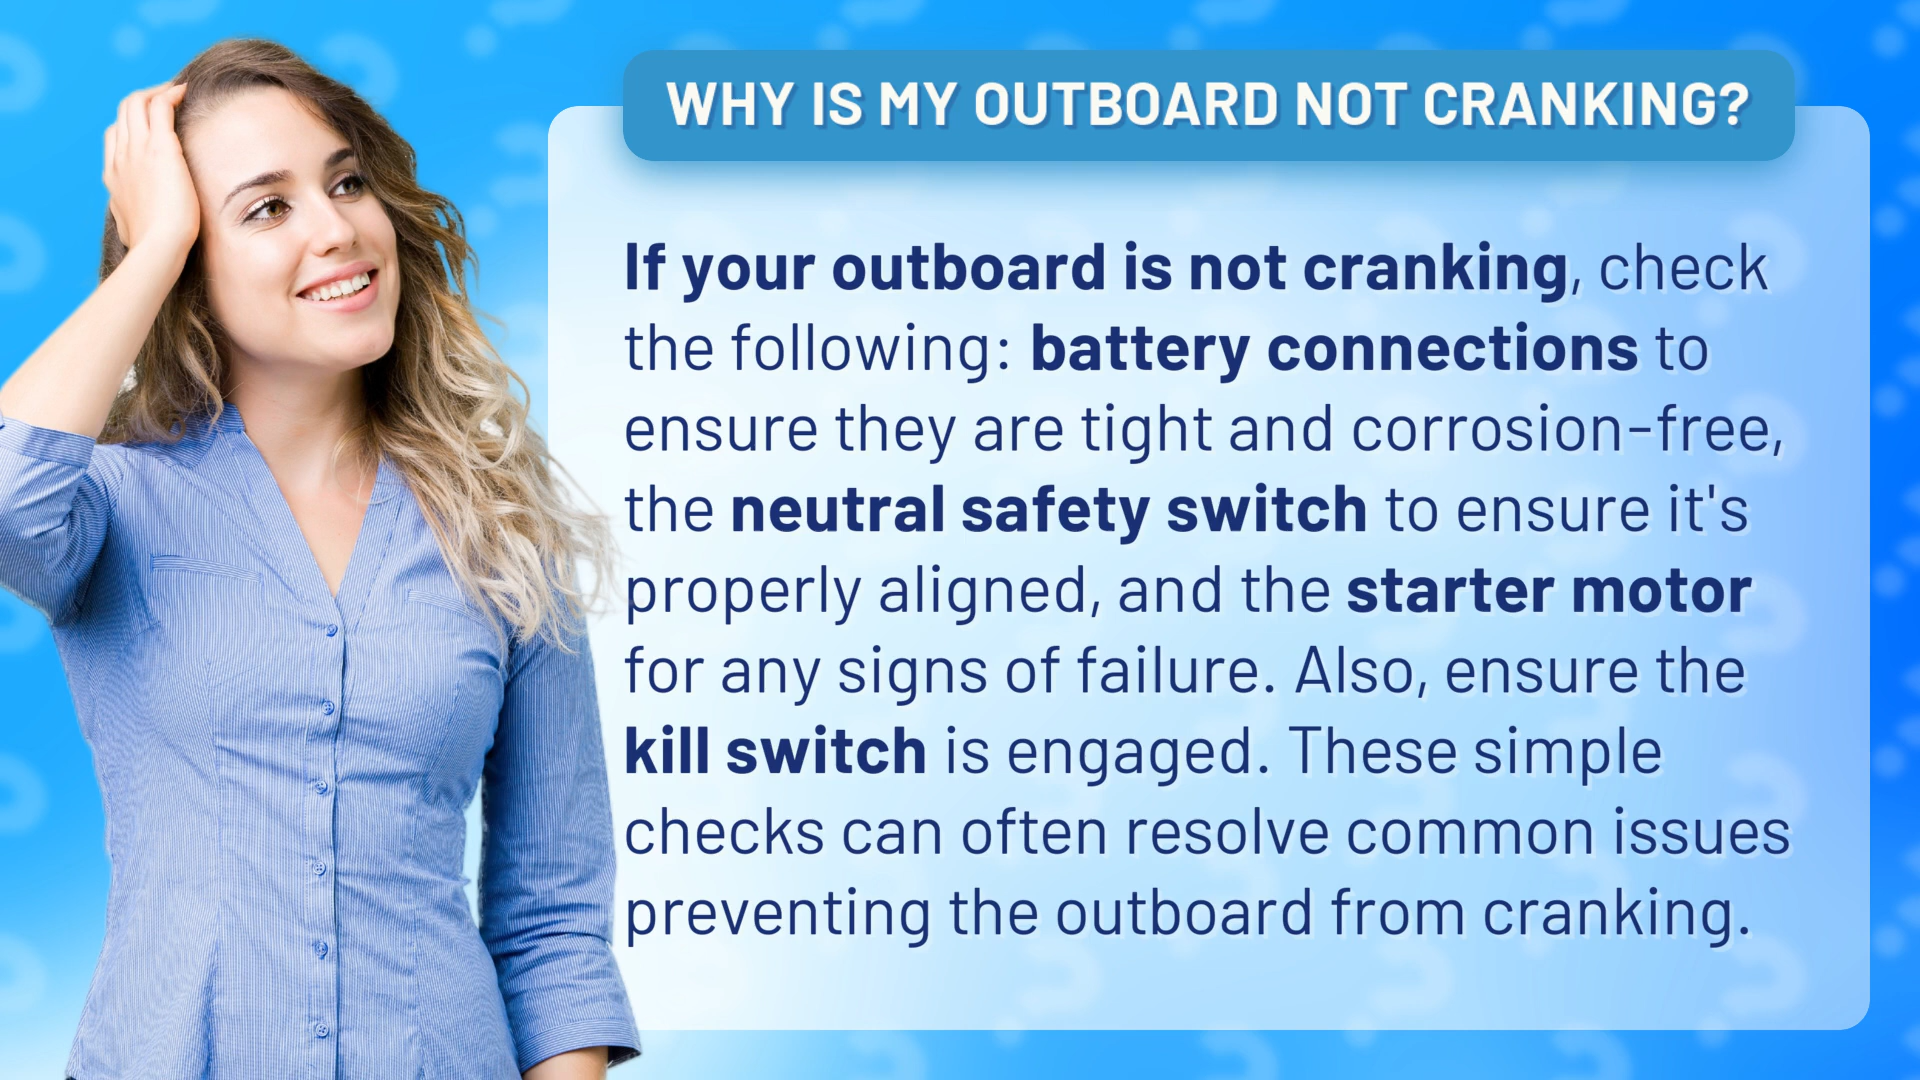 WHY IS MY OUTBOARD NOT CRANKING?
If your outboard is not cranking, check
the following: battery connections to
ensure they are tight and corrosion-free,
the neutral safety switch to ensure it's
properly aligned, and the starter motor
for any signs of failure. Also, ensure the
kill switch is engaged. These simple
checks can often resolve common issues
preventing the outboard from cranking.